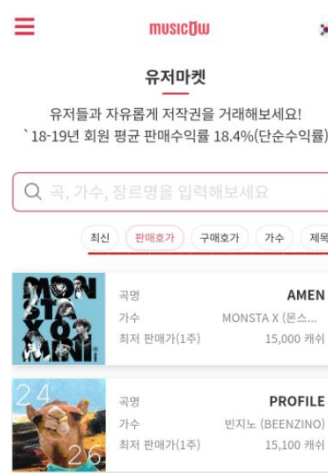 musicow
유저마켓
유저들과 자유롭게 저작권을 거래해보세요!
`18-19년 회원 평균 판매수익률 18.4%(단순수익률)
곡, 가수, 장르명을 입력해보세요
최신 판매호가 구매호가 가수 제목
MON
STA
X
MINI
곡명 AMEN
가수 MONSTA X (몬스...
최저 판매가(1주) 15,000 캐쉬
24
26
곡명 PROFILE
가수 빈지노 (BEENZINO)
최저 판매가(1주) 15,100 캐쉬